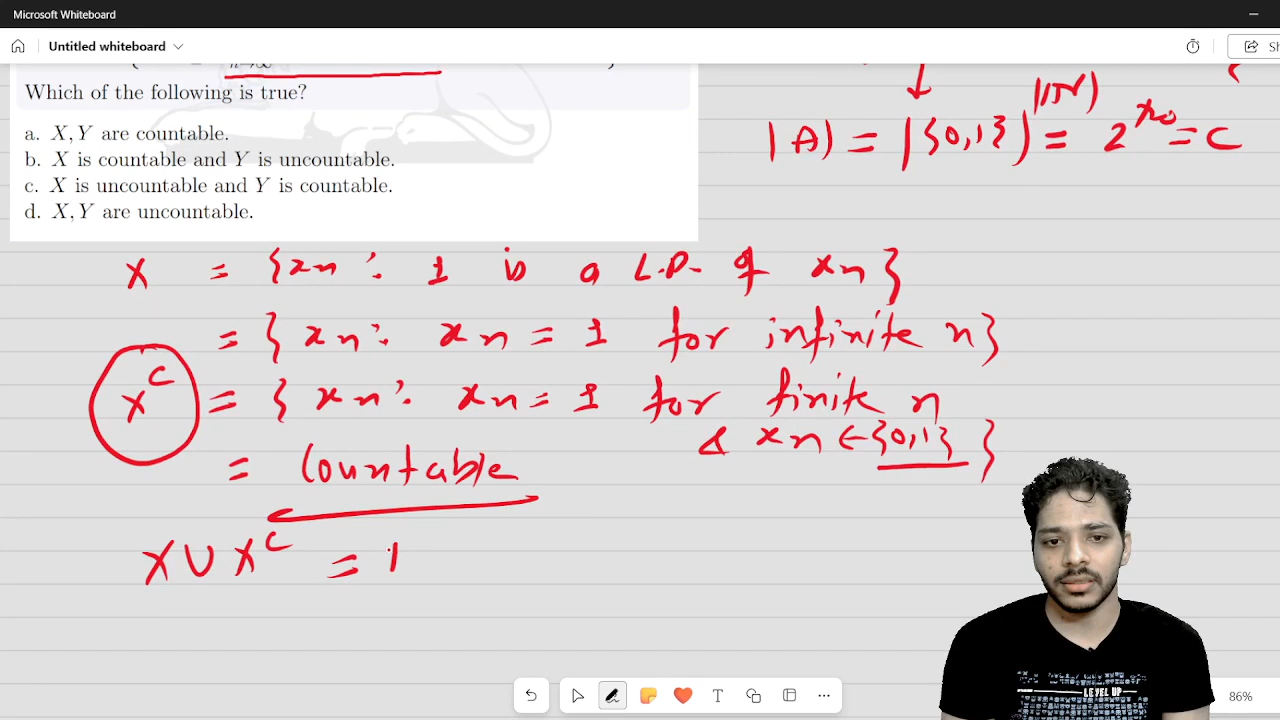 Microsoft Whiteboard
Untitled whiteboard
n→∞
Which of the following is true?
a. X, Y are countable.
b. X is countable and Y is uncountable.
c. X is uncountable and Y is countable.
d. X, Y are uncountable.
|A| = |{0,1}|^|ℕ| = 2^ℵ0 = C
X = {xn : 1 is a L.P. of xn}
= {xn : xn = 1 for infinite n}
X^C = {xn : xn = 1 for finite n
& xn ∈ {0,1} }
= Countable
X ∪ X^C =
LEVEL UP
T
86%